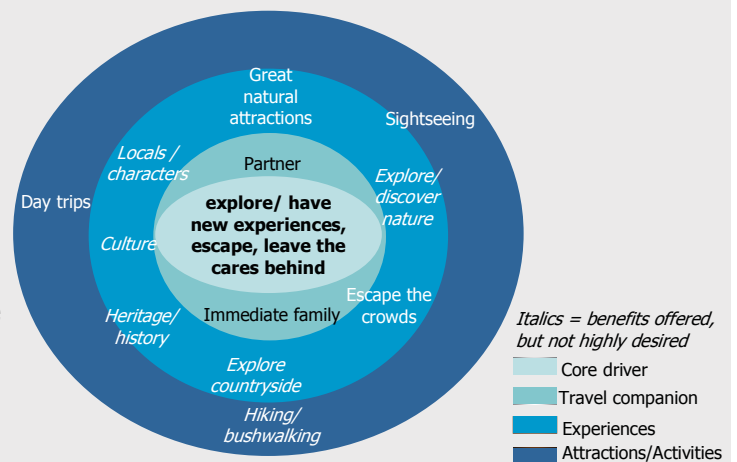 Great
natural
attractions
Sightseeing
Locals /
characters
Partner
Explore/
discover
nature
Day trips
explore/ have
new experiences,
escape, leave the
cares behind
Culture
Escape the
crowds
Heritage/
history
Immediate family
Explore
countryside
Hiking/
bushwalking
Italics = benefits offered,
but not highly desired
Core driver
Travel companion
Experiences
Attractions/Activities